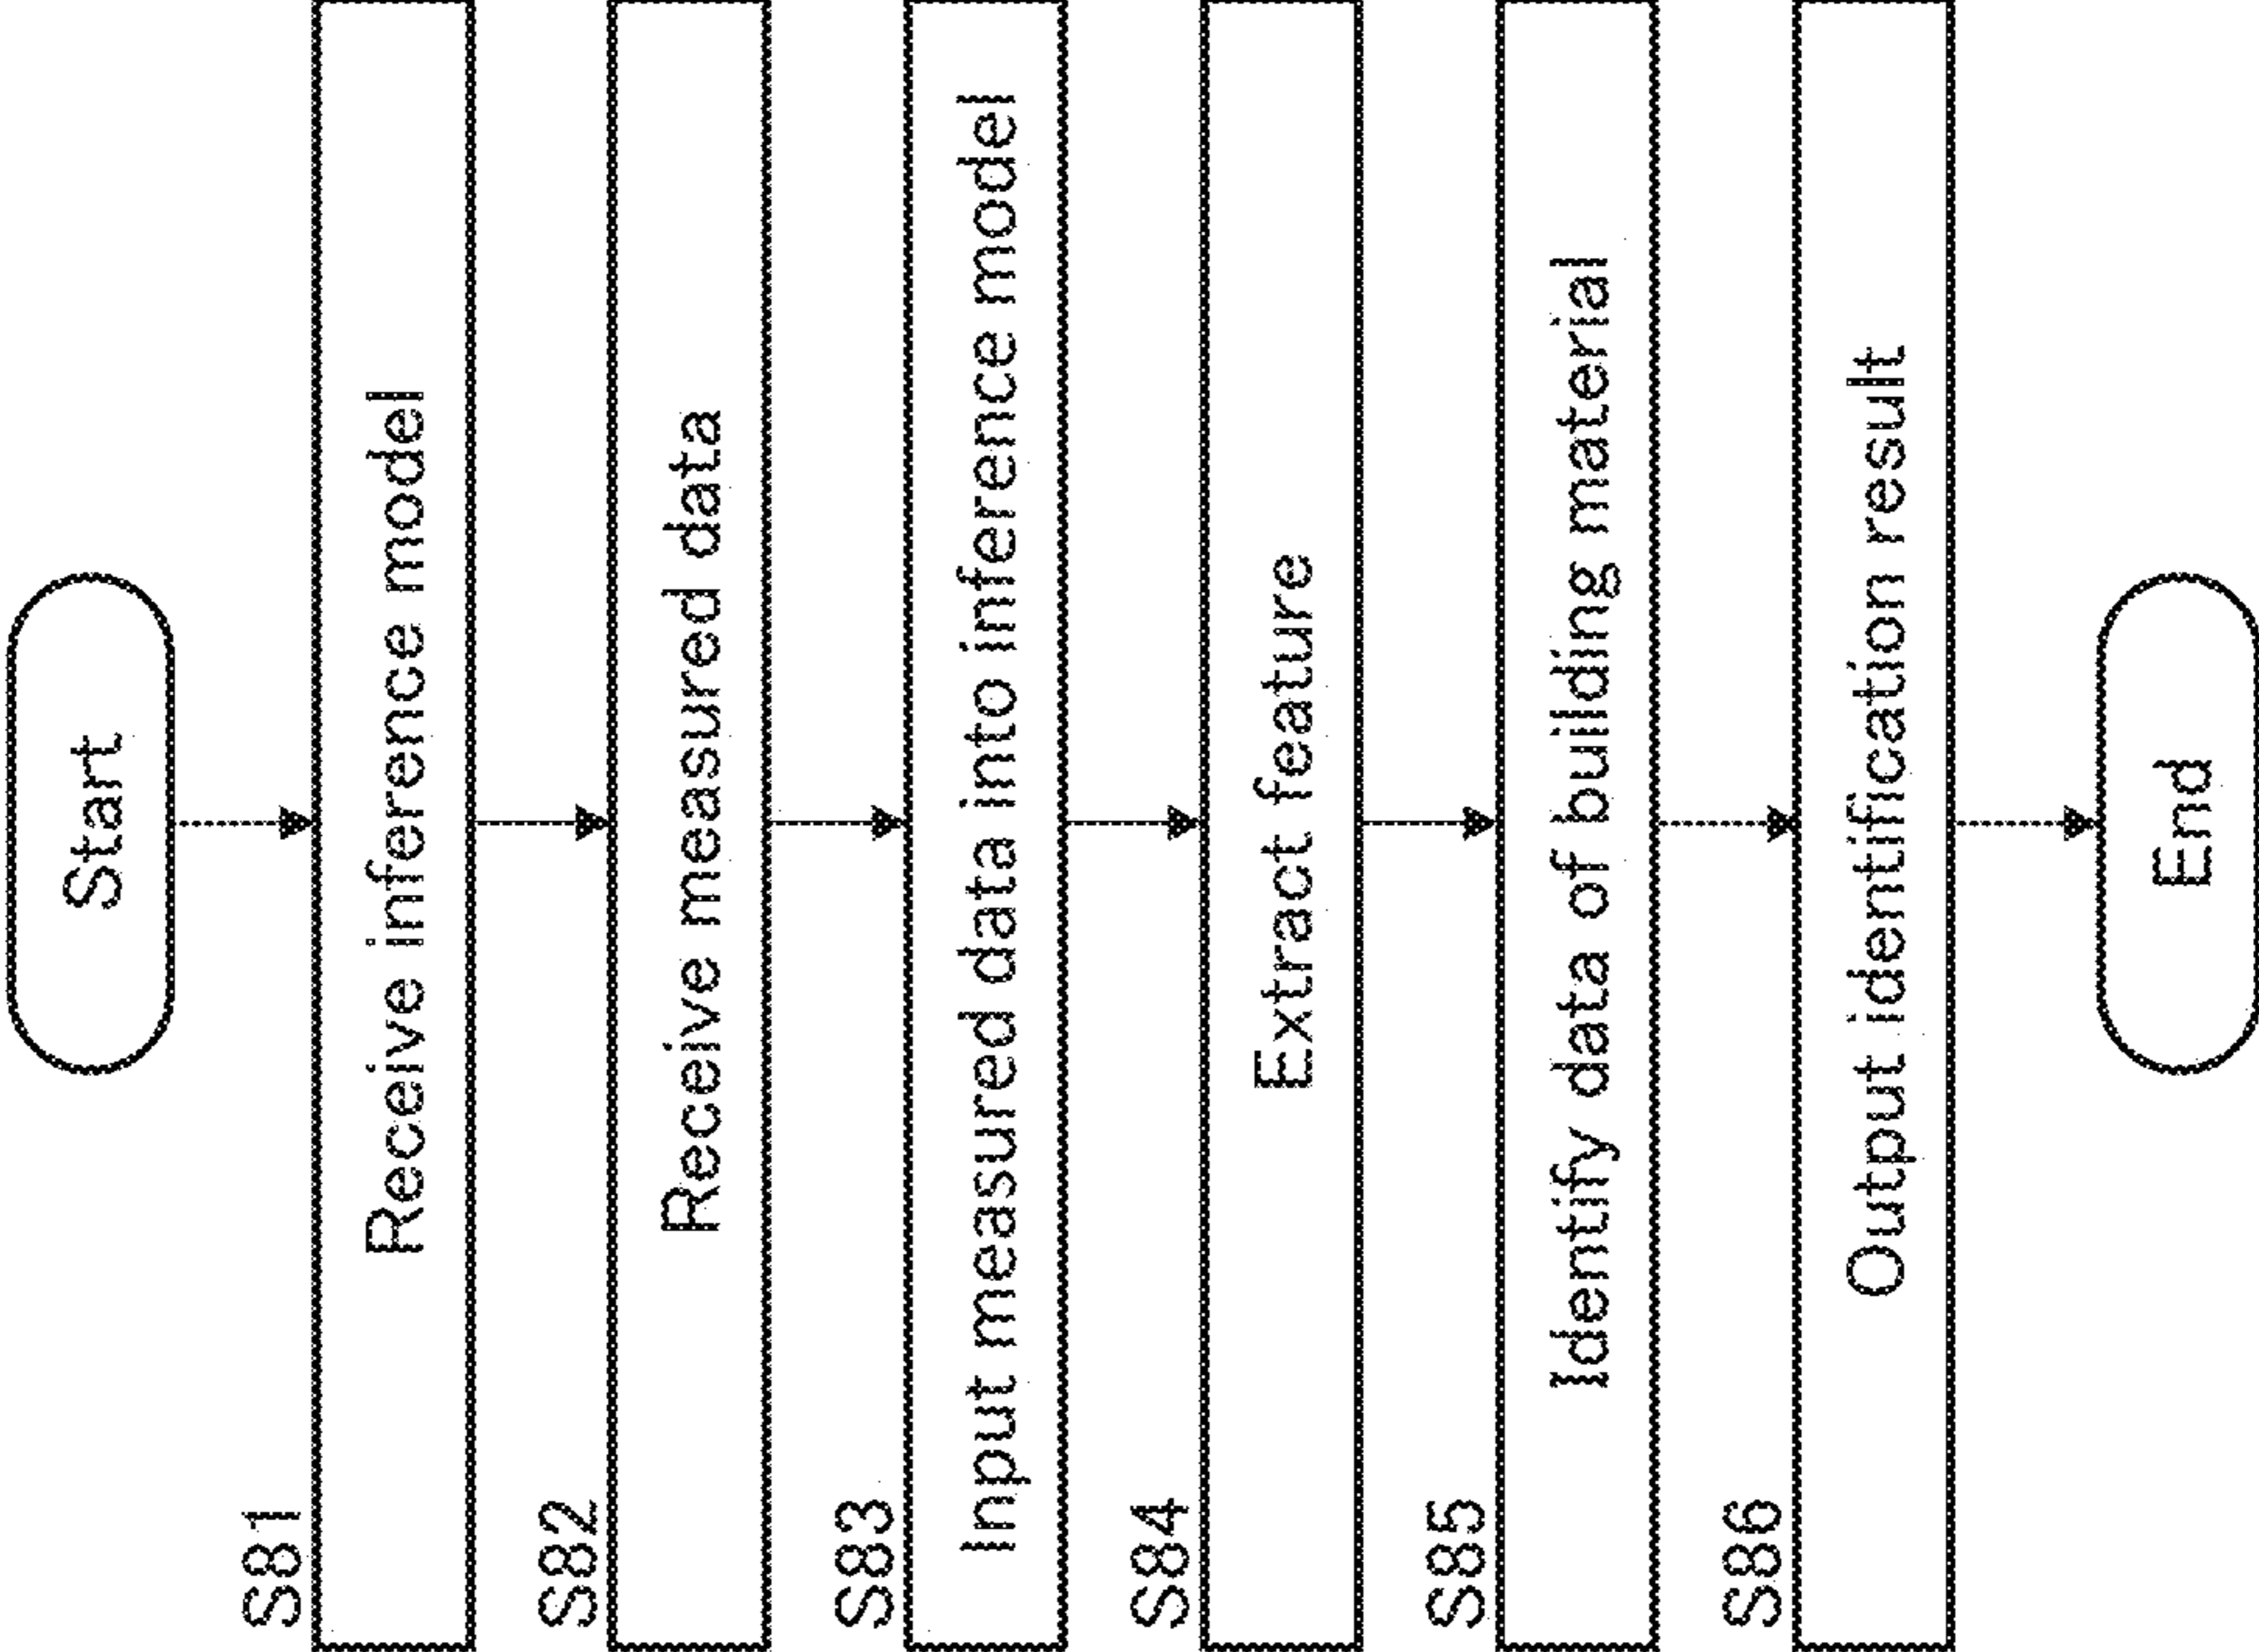 Start
S81
Receive inference model
S82
Receive measured data
S83
Input measured data into inference model
S84
Extract feature
S85
Identify data of building material
S86
Output identification result
End